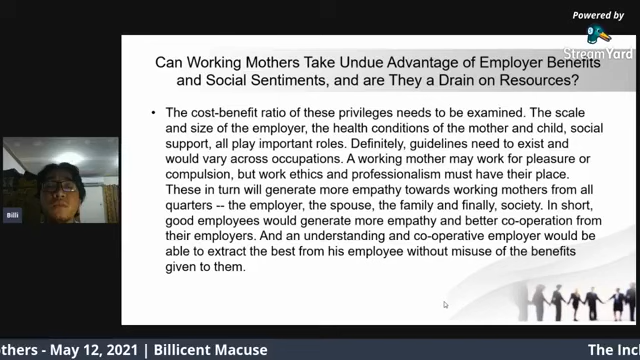 Powered by
StreamYard
Can Working Mothers Take Undue Advantage of Employer Benefits
and Social Sentiments, and are They a Drain on Resources?
• The cost-benefit ratio of these privileges needs to be examined. The scale
and size of the employer, the health conditions of the mother and child, social
support, all play important roles. Definitely, guidelines need to exist and
would vary across occupations. A working mother may work for pleasure or
compulsion, but work ethics and professionalism must have their place.
These in turn will generate more empathy towards working mothers from all
quarters -- the employer, the spouse, the family and finally, society. In short,
good employees would generate more empathy and better co-operation from
their employers. And an understanding and co-operative employer would be
able to extract the best from his employee without misuse of the benefits
given to them.
Billi
others - May 12, 2021 | Billicent Macuse
The Incl